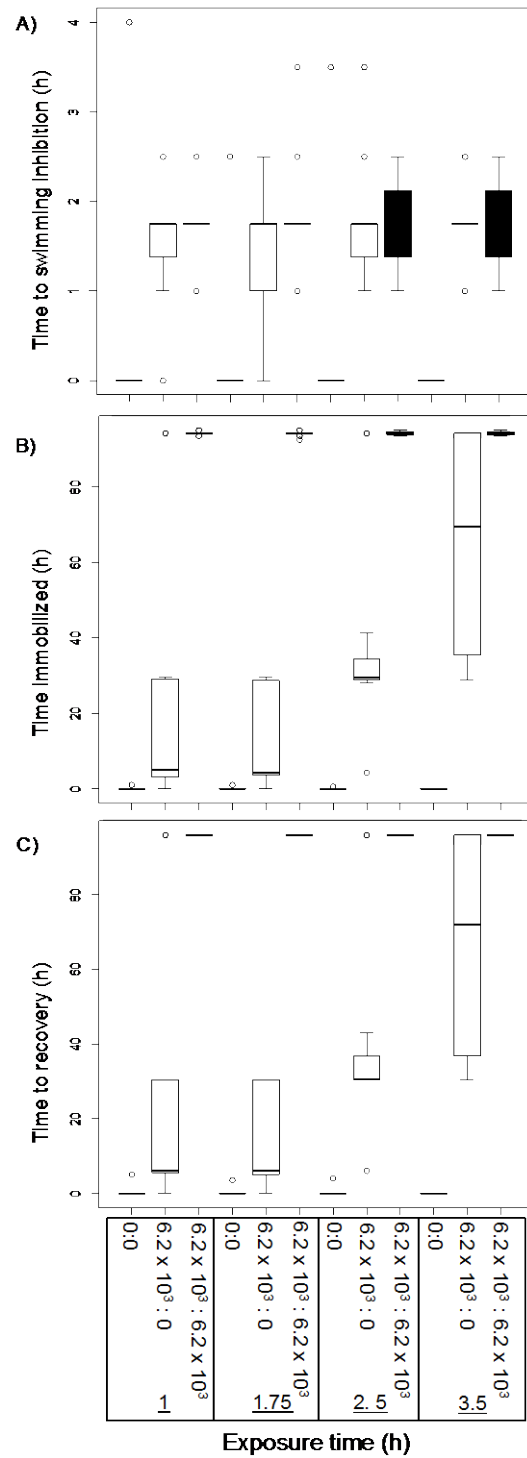 A)
Time to swimming inhibition (h)
4
3
2
1
0
B)
Time immobilized (h)
80
60
40
20
0
C)
Time to recovery (h)
80
60
40
20
0
0:0
6.2 x 10³ : 0
6.2 x 10³ : 6.2 x 10³
0:0
6.2 x 10³ : 0
6.2 x 10³ : 6.2 x 10³
0:0
6.2 x 10³ : 0
6.2 x 10³ : 6.2 x 10³
0:0
6.2 x 10³ : 0
6.2 x 10³ : 6.2 x 10³
1
1.75
2.5
3.5
Exposure time (h)